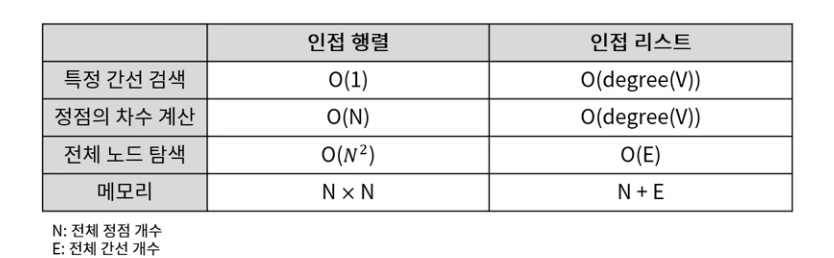 인접 행렬 인접 리스트
특정 간선 검색 O(1) O(degree(V))
정점의 차수 계산 O(N) O(degree(V))
전체 노드 탐색 O(N²) O(E)
메모리 N × N N + E
N: 전체 정점 개수
E: 전체 간선 개수